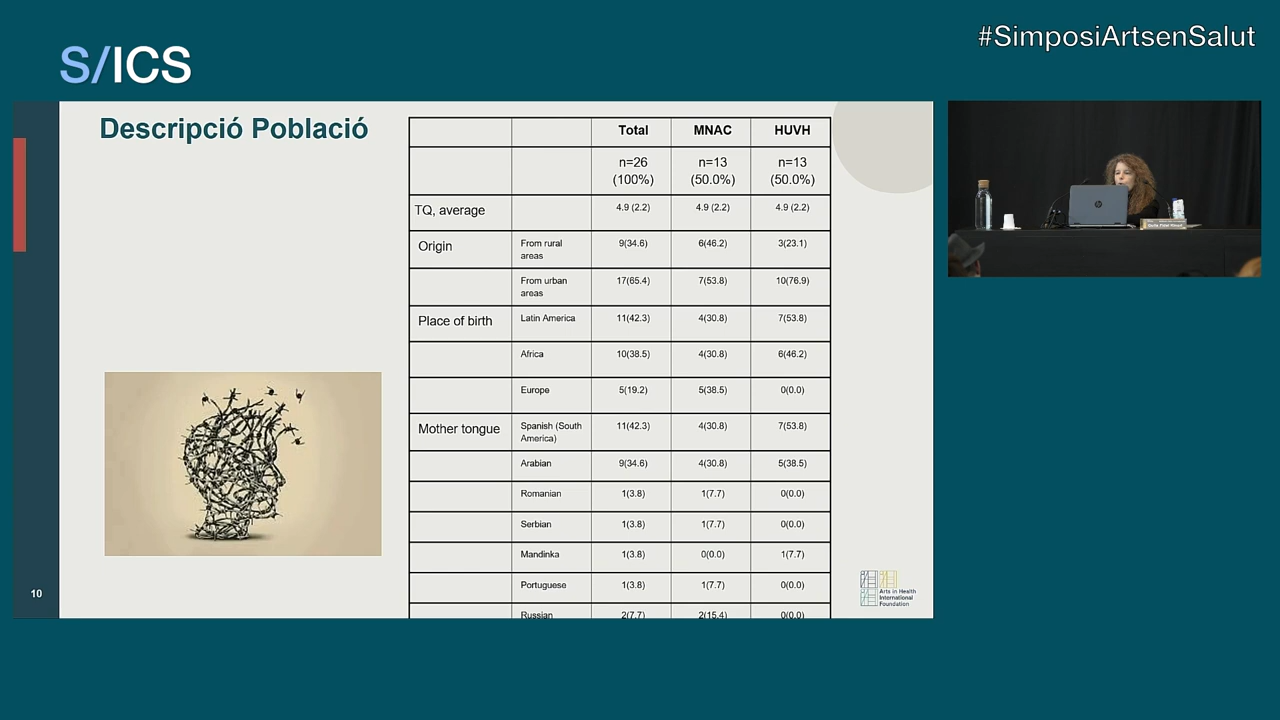 #SimposiArtsenSalut
S/ICS
Descripció Població
Total MNAC HUVH
n=26 (100%) n=13 (50.0%) n=13 (50.0%)
TQ, average 4.9 (2.2) 4.9 (2.2) 4.9 (2.2)
Origin From rural areas 9(34.6) 6(46.2) 3(23.1)
From urban areas 17(65.4) 7(53.8) 10(76.9)
Place of birth Latin America 11(42.3) 4(30.8) 7(53.8)
Africa 10(38.5) 4(30.8) 6(46.2)
Europe 5(19.2) 5(38.5) 0(0.0)
Mother tongue Spanish (South America) 11(42.3) 4(30.8) 7(53.8)
Arabian 9(34.6) 4(30.8) 5(38.5)
Romanian 1(3.8) 1(7.7) 0(0.0)
Serbian 1(3.8) 1(7.7) 0(0.0)
Mandinka 1(3.8) 0(0.0) 1(7.7)
Portuguese 1(3.8) 1(7.7) 0(0.0)
Russian 2(7.7) 2(15.4) 0(0.0)
10
Arts in Health
International
Foundation
hp